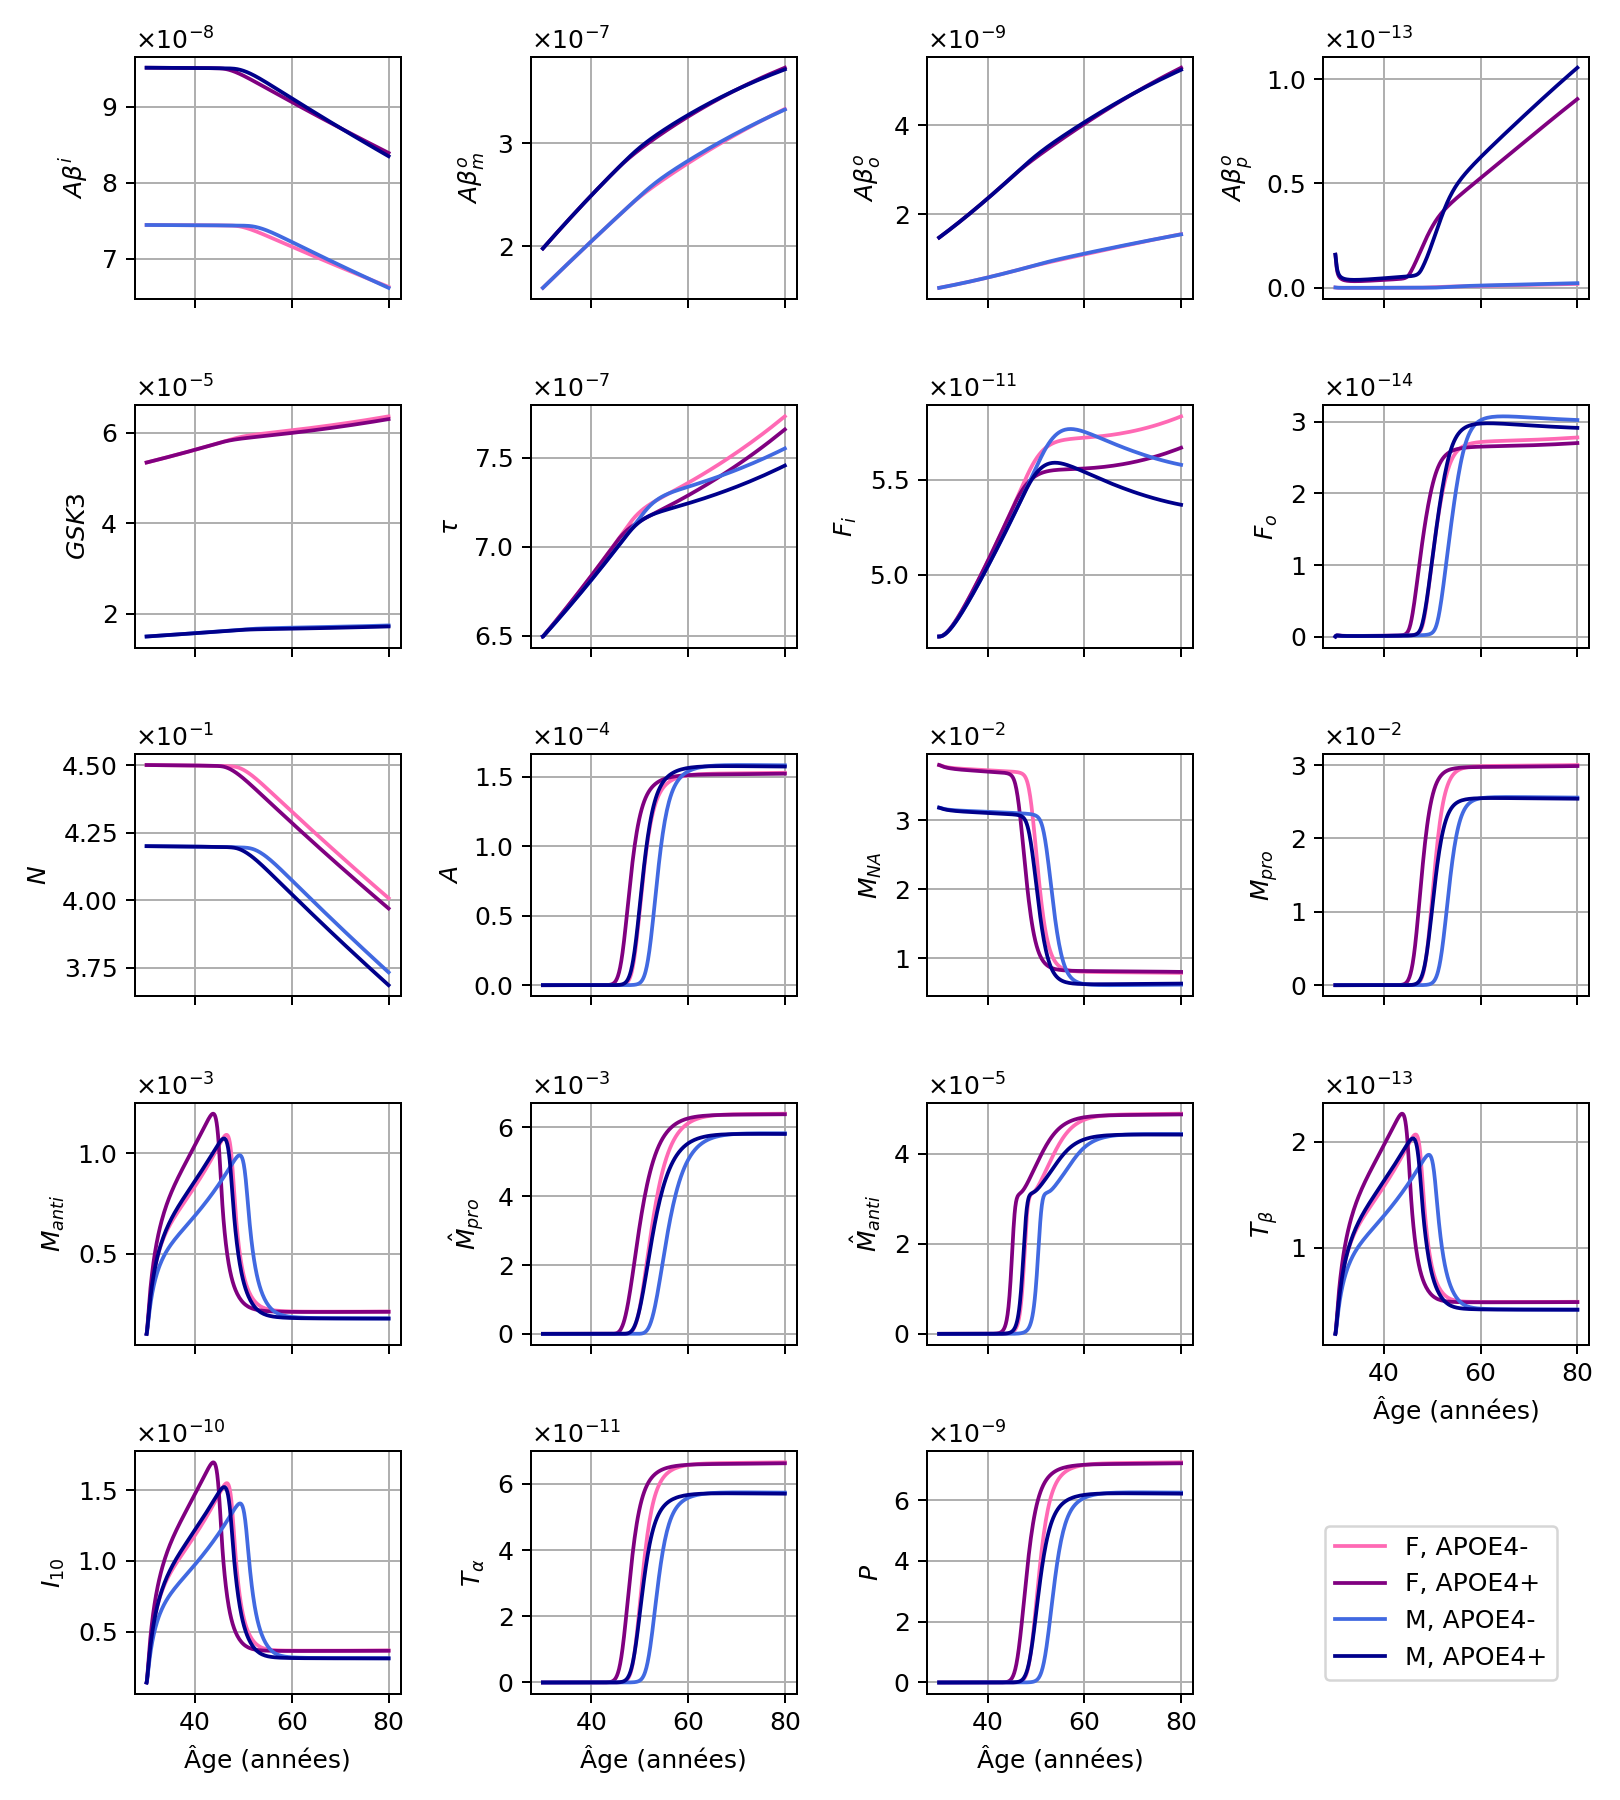 ×10⁻⁸
9
8
7
Aβⁱ
×10⁻⁷
3
2
Aβᵒₘ
×10⁻⁹
4
2
Aβᵒₒ
×10⁻¹³
1.0
0.5
0.0
Aβᵒₚ
×10⁻⁵
6
4
2
GSK3
×10⁻⁷
7.5
7.0
6.5
τ
×10⁻¹¹
5.5
5.0
Fᵢ
×10⁻¹⁴
3
2
1
0
Fₒ
×10⁻¹
4.50
4.25
4.00
3.75
N
×10⁻⁴
1.5
1.0
0.5
0.0
A
×10⁻²
3
2
1
M_NA
×10⁻²
3
2
1
0
M_pro
×10⁻³
1.0
0.5
M_anti
×10⁻³
6
4
2
0
M̂_pro
×10⁻⁵
4
2
0
M̂_anti
×10⁻¹³
2
1
T_β
40 60 80
Âge (années)
×10⁻¹⁰
1.5
1.0
0.5
I₁₀
40 60 80
Âge (années)
×10⁻¹¹
6
4
2
0
T_α
40 60 80
Âge (années)
×10⁻⁹
6
4
2
0
P
40 60 80
Âge (années)
F, APOE4-
F, APOE4+
M, APOE4-
M, APOE4+